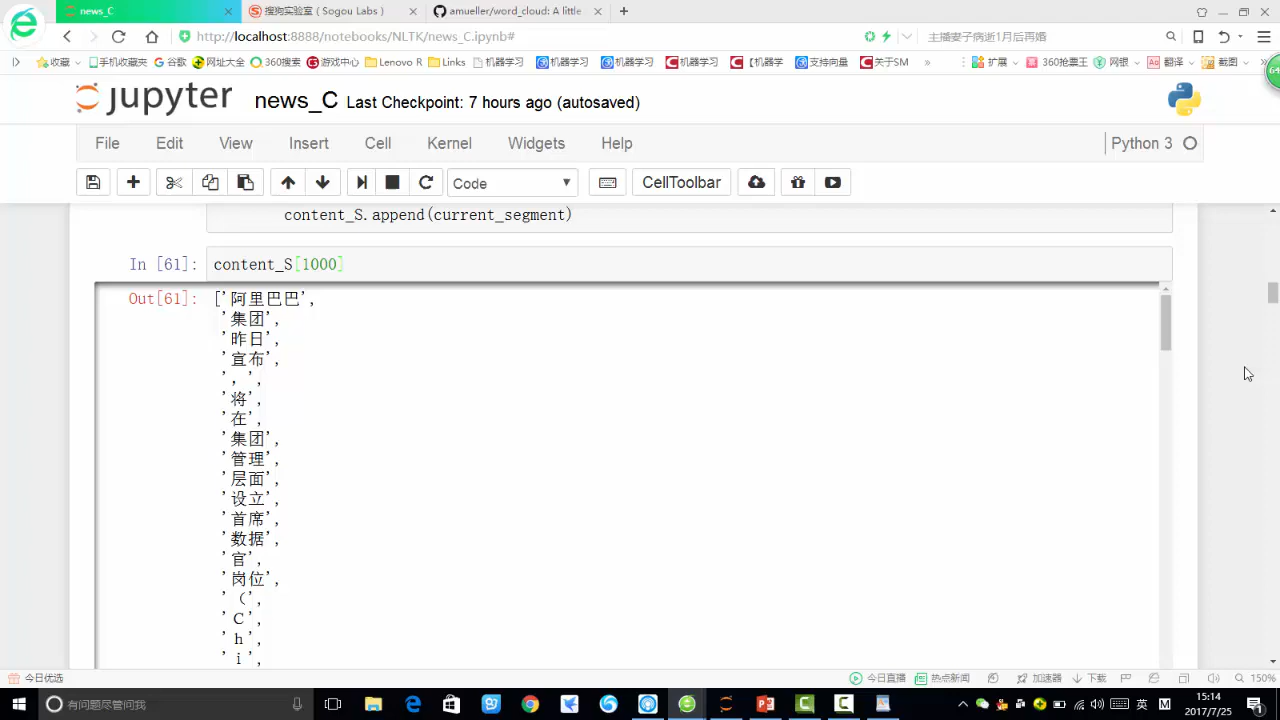 news_C
搜狗实验室 ( Sogou Labs )
amueller/word_cloud: A little
http://localhost:8888/notebooks/NLTK/news_C.ipynb#
主播妻子病逝1月后再婚
收藏 手机收藏夹 谷歌 网址大全 360搜索 游戏中心 Lenovo R Links 机器学习 机器学习 机器学习 机器学习 【机器学 支持向量 关于SM » 扩展 360抢票王 网银 翻译 截图
jupyter news_C Last Checkpoint: 7 hours ago (autosaved)
File Edit View Insert Cell Kernel Widgets Help Python 3
Code CellToolbar
content_S.append(current_segment)
In [61]: content_S[1000]
Out[61]: ['阿里巴巴',
'集团',
'昨日',
'宣布',
'，',
'将',
'在',
'集团',
'管理',
'层面',
'设立',
'首席',
'数据',
'官',
'岗位',
'（',
'Ｃ',
'ｈ',
'ｉ',
今日优选 今日直播 热点新闻 加速器 下载 150%
有问题尽管问我 英 M 15:14
2017/7/25